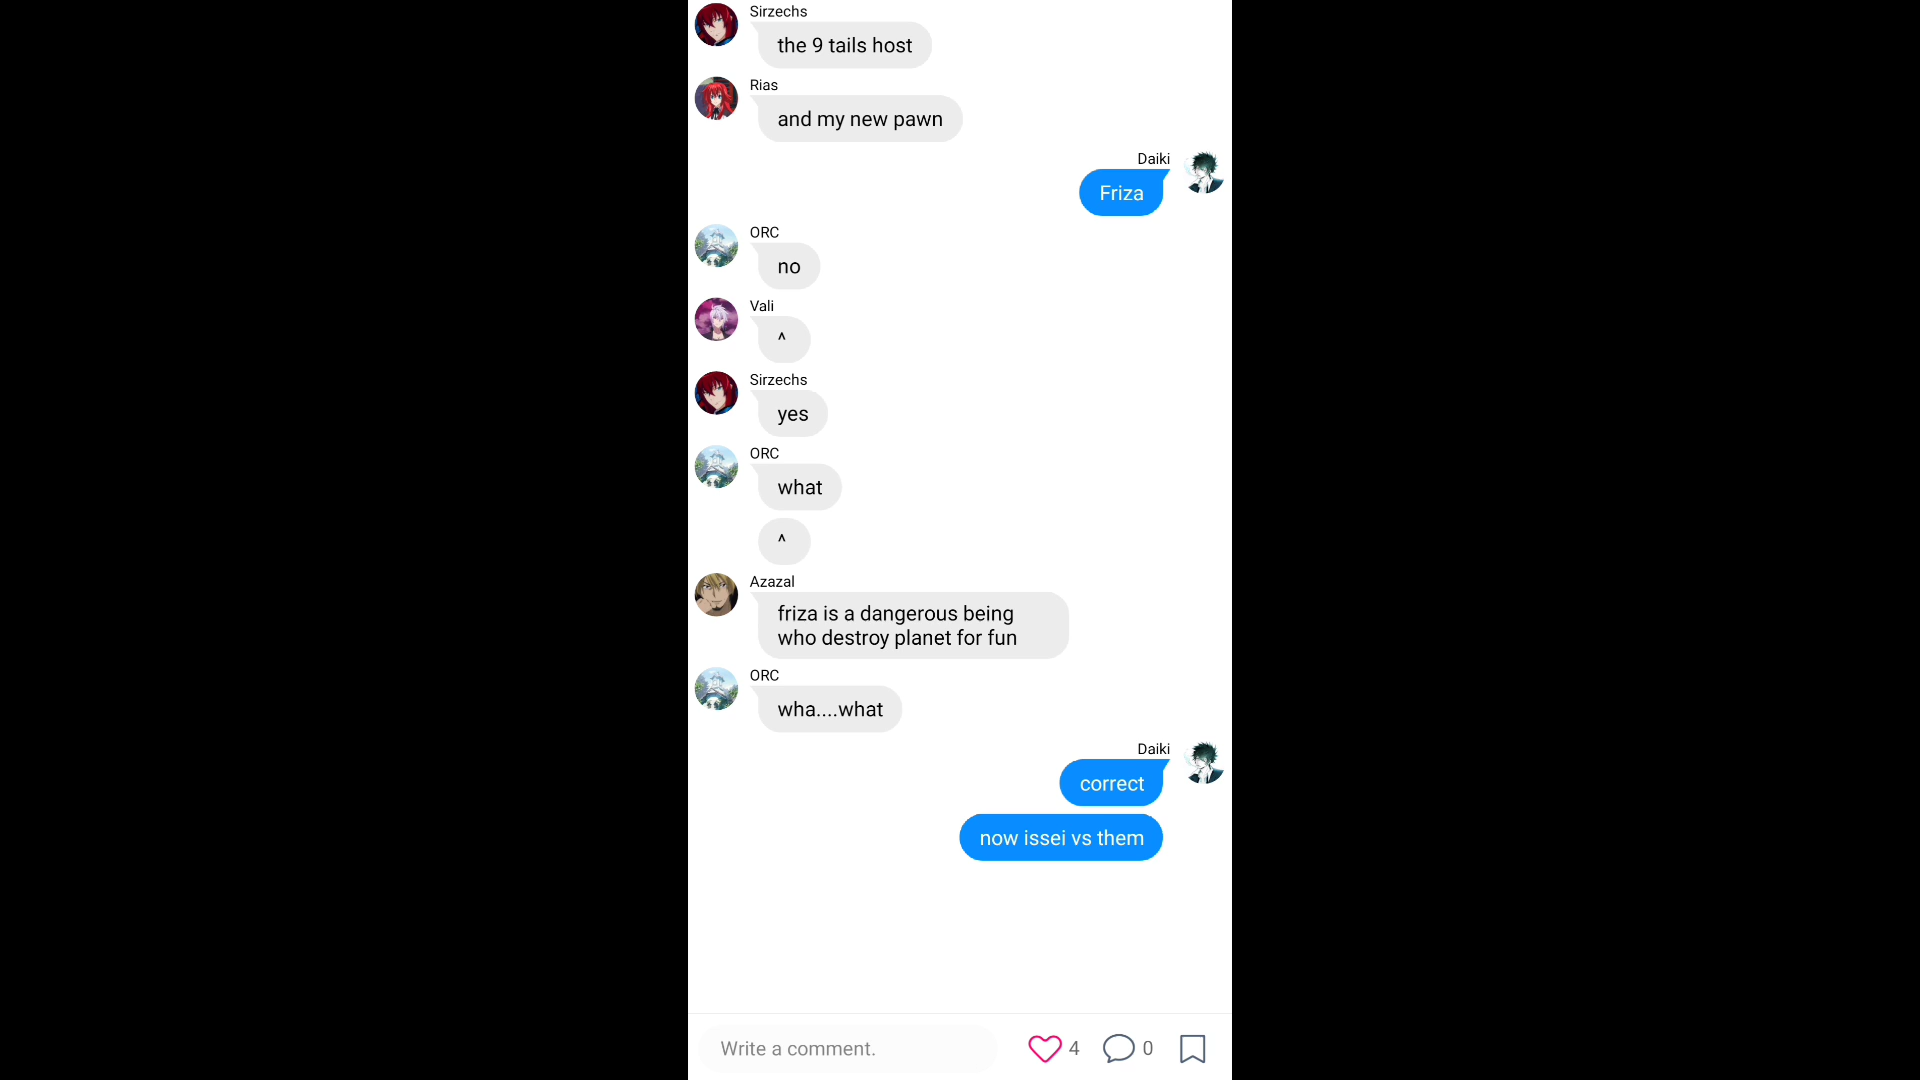 Sirzechs
the 9 tails host
Rias
and my new pawn
Daiki
Friza
ORC
no
Vali
^
Sirzechs
yes
ORC
what
^
Azazal
friza is a dangerous being
who destroy planet for fun
ORC
wha....what
Daiki
correct
now issei vs them
Write a comment.
4
0